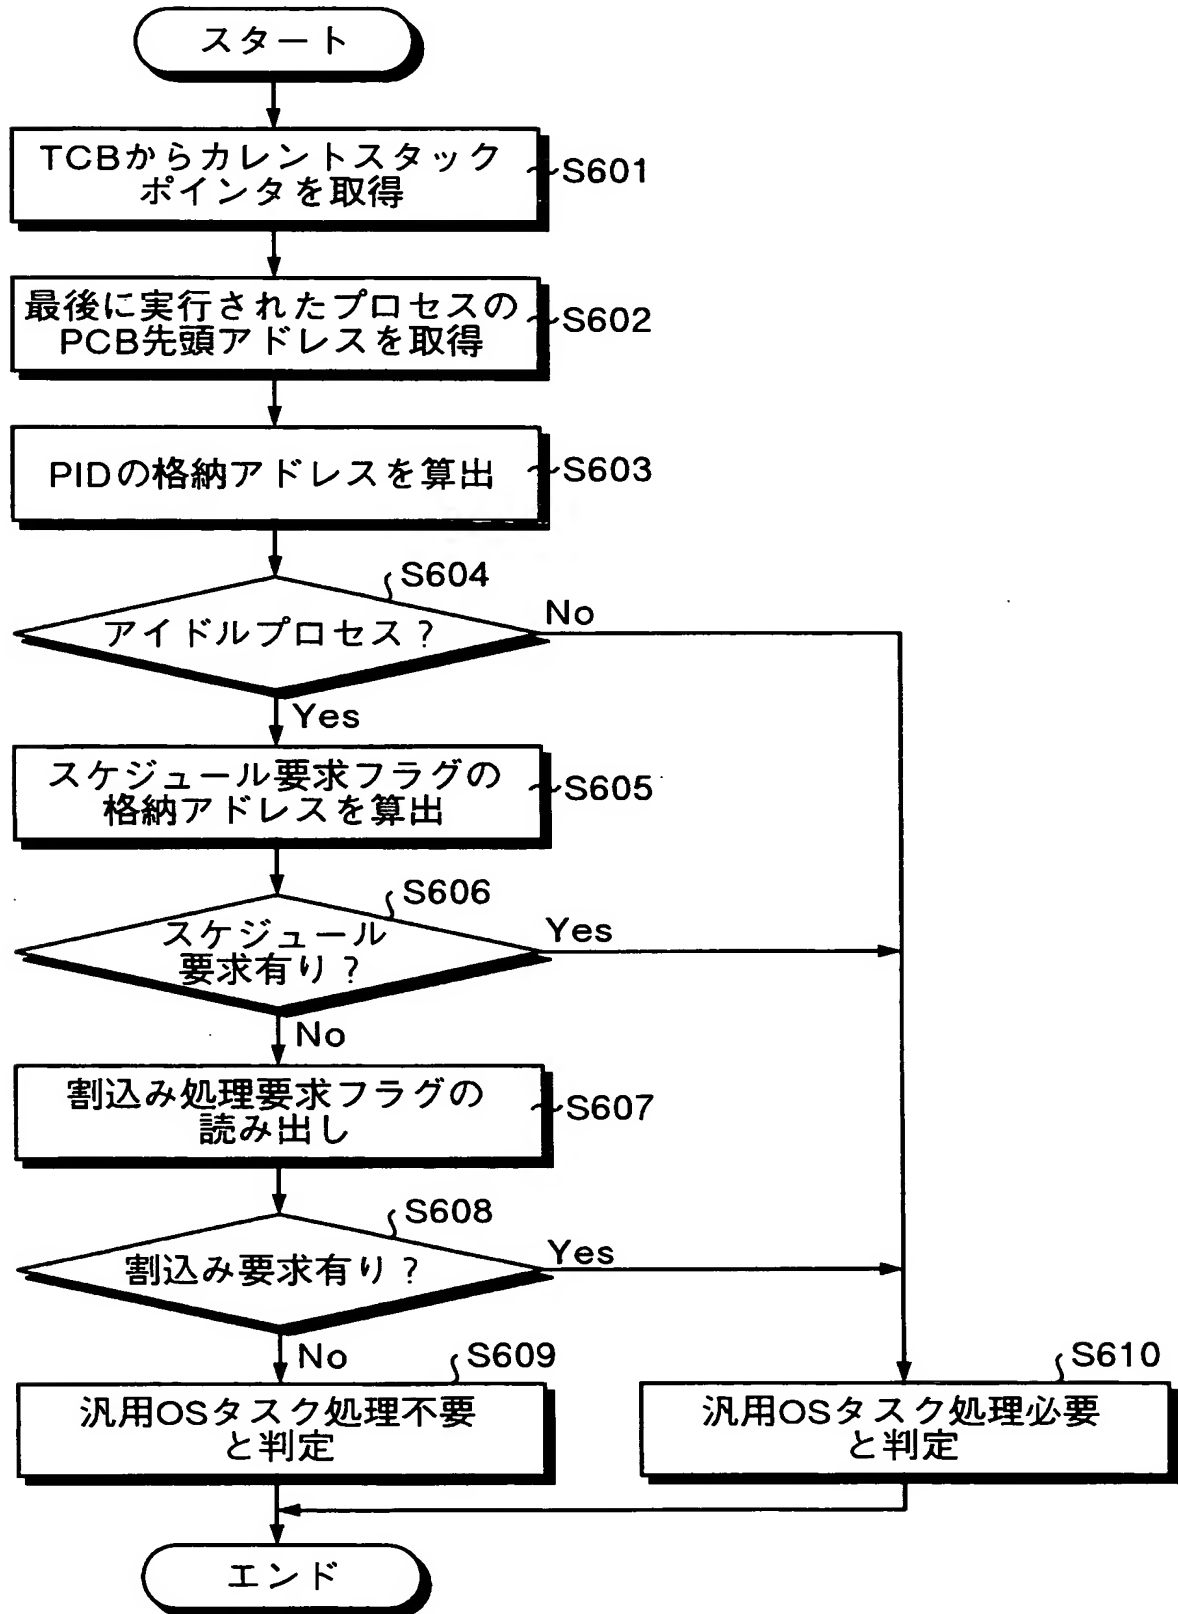 スタート
TCBからカレントスタック
ポインタを取得
S601
最後に実行されたプロセスの
PCB先頭アドレスを取得
S602
PIDの格納アドレスを算出
S603
S604
アイドルプロセス?
No
Yes
スケジュール要求フラグの
格納アドレスを算出
S605
S606
スケジュール
要求有り?
Yes
No
割込み処理要求フラグの
読み出し
S607
S608
割込み要求有り?
Yes
No
S609
汎用OSタスク処理不要
と判定
S610
汎用OSタスク処理必要
と判定
エンド